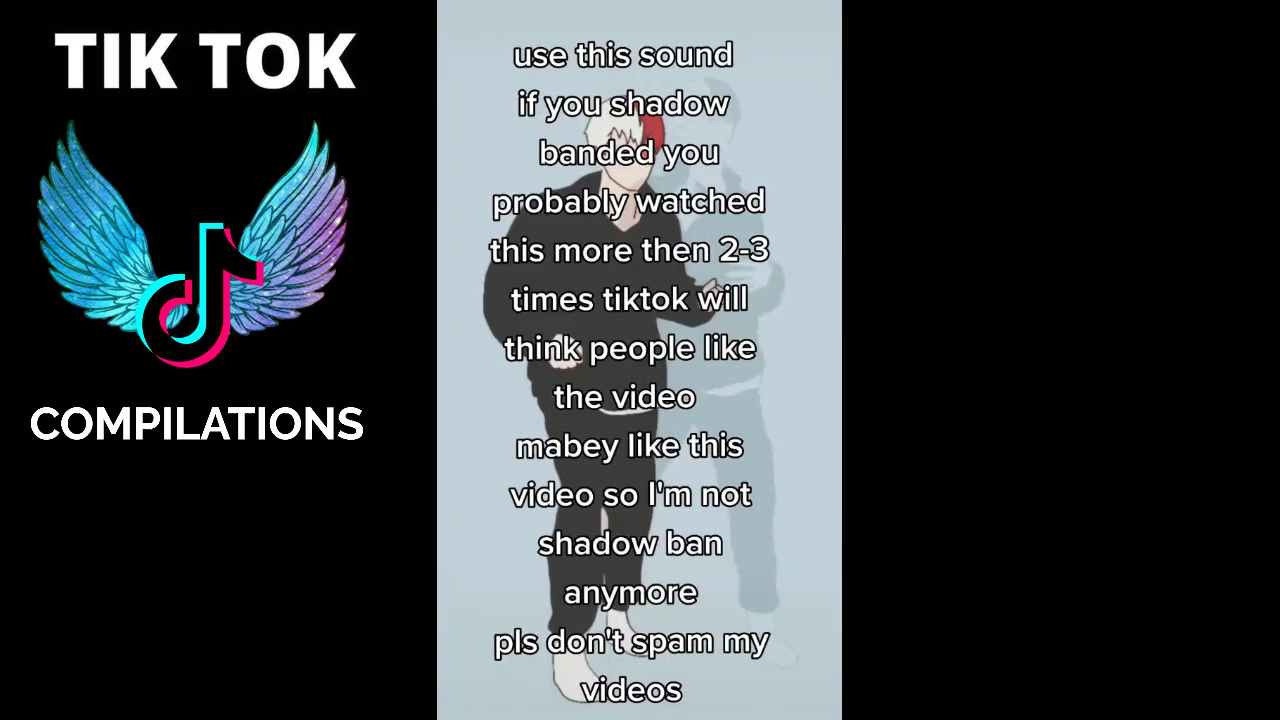 TIK TOK
COMPILATIONS
use this sound
if you shadow
banded you
probably watched
this more then 2-3
times tiktok will
think people like
the video
mabey like this
video so I'm not
shadow ban
anymore
pls don't spam my
videos